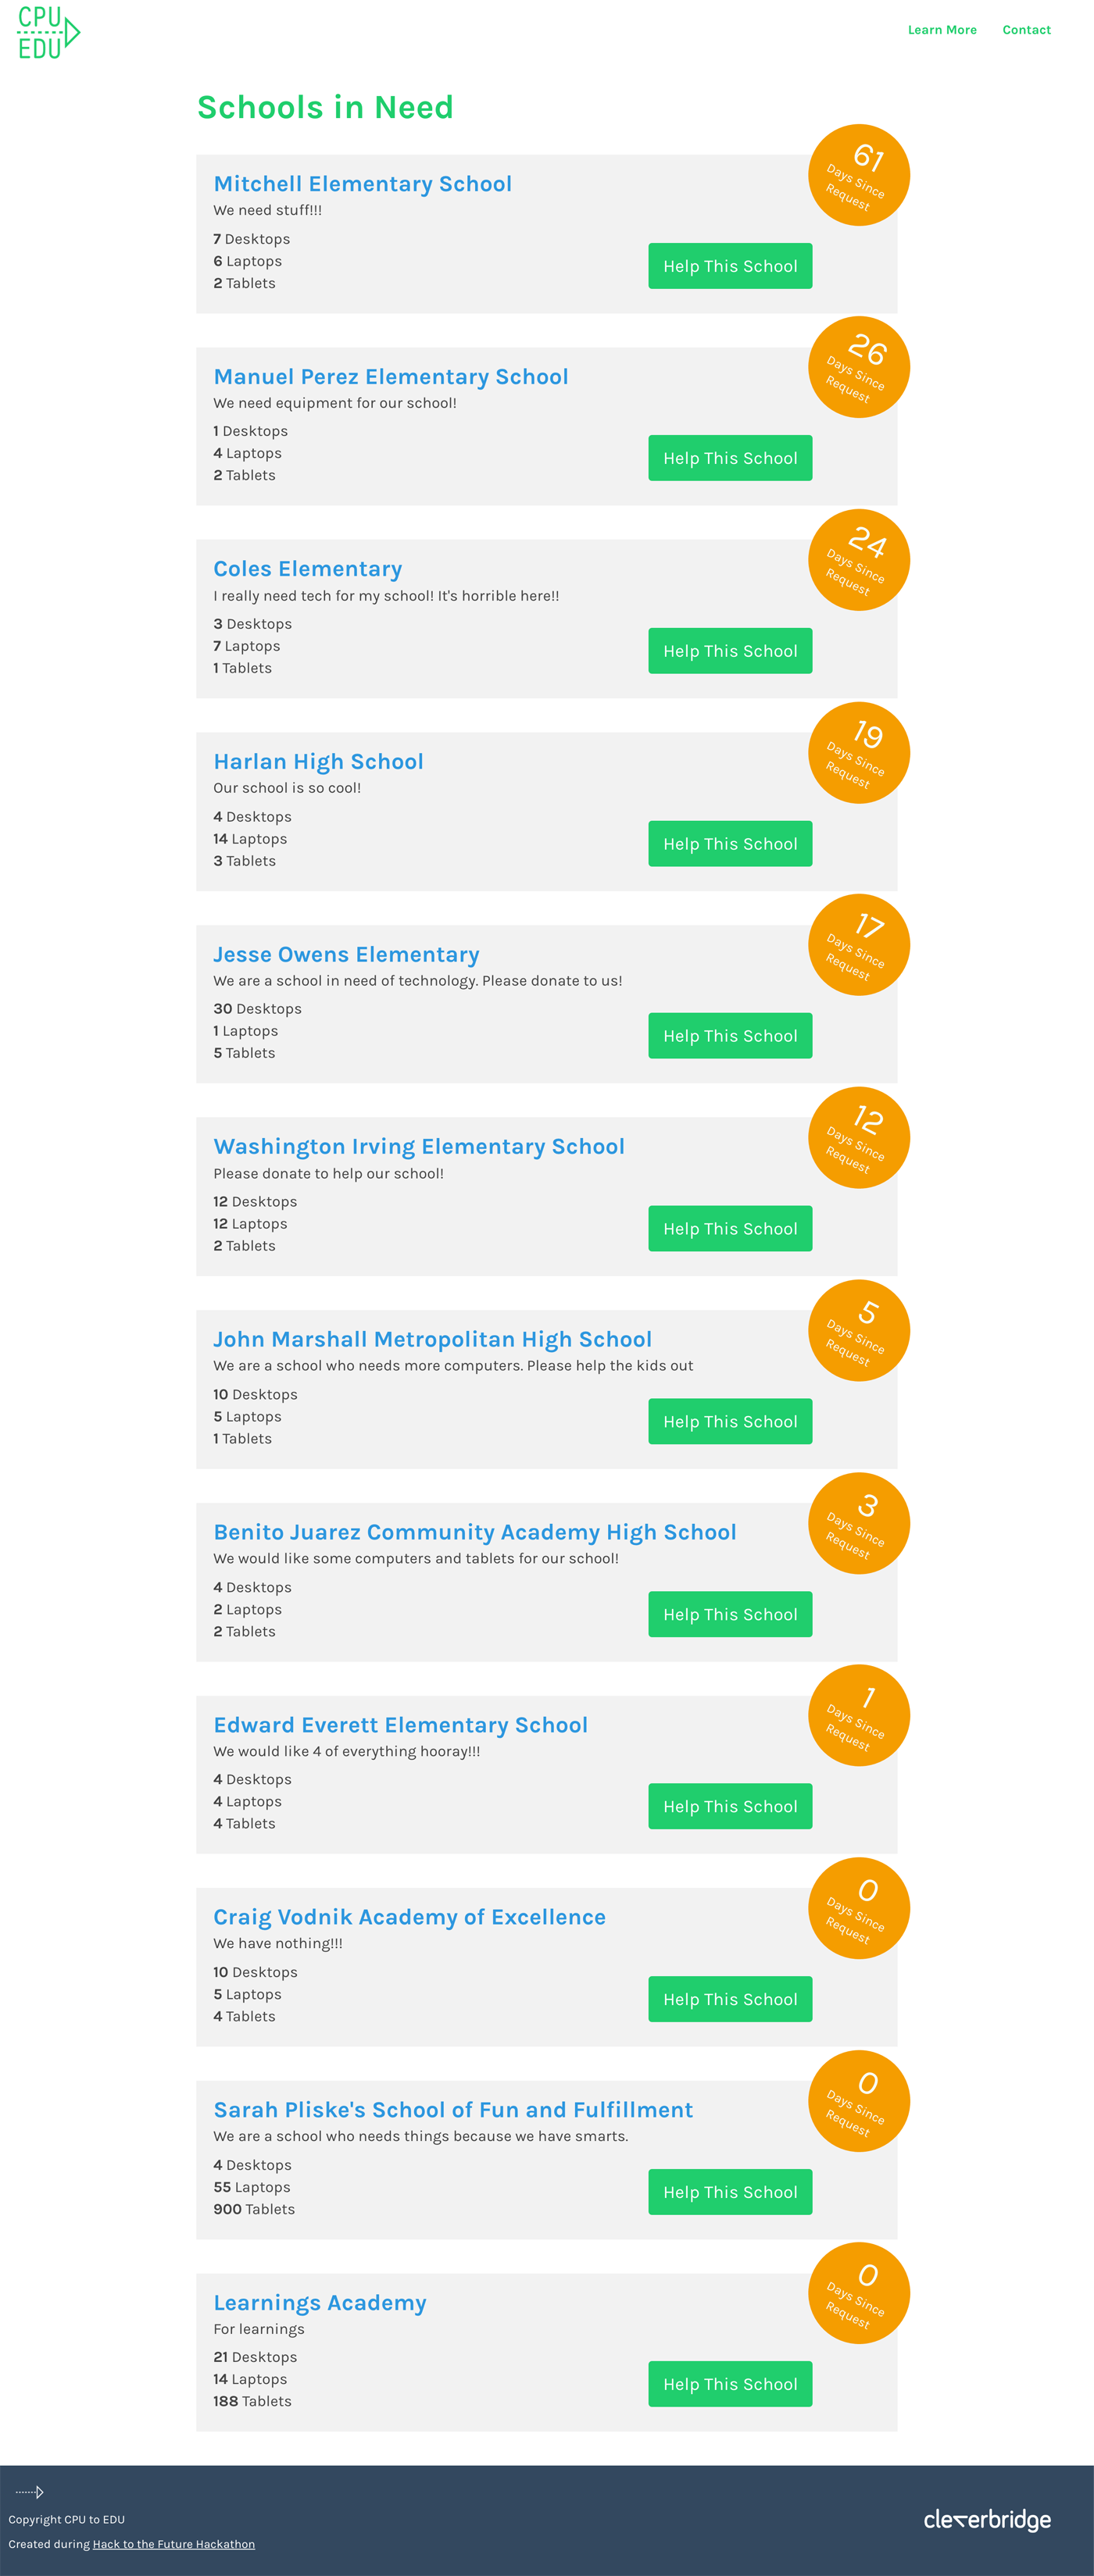 CPU
EDU
Learn More
Contact
Schools in Need
61
Days Since
Request
Mitchell Elementary School
We need stuff!!!
7 Desktops
6 Laptops
2 Tablets
Help This School
26
Days Since
Request
Manuel Perez Elementary School
We need equipment for our school!
1 Desktops
4 Laptops
2 Tablets
Help This School
24
Days Since
Request
Coles Elementary
I really need tech for my school! It's horrible here!!
3 Desktops
7 Laptops
1 Tablets
Help This School
19
Days Since
Request
Harlan High School
Our school is so cool!
4 Desktops
14 Laptops
3 Tablets
Help This School
17
Days Since
Request
Jesse Owens Elementary
We are a school in need of technology. Please donate to us!
30 Desktops
1 Laptops
5 Tablets
Help This School
12
Days Since
Request
Washington Irving Elementary School
Please donate to help our school!
12 Desktops
12 Laptops
2 Tablets
Help This School
5
Days Since
Request
John Marshall Metropolitan High School
We are a school who needs more computers. Please help the kids out
10 Desktops
5 Laptops
1 Tablets
Help This School
3
Days Since
Request
Benito Juarez Community Academy High School
We would like some computers and tablets for our school!
4 Desktops
2 Laptops
2 Tablets
Help This School
1
Days Since
Request
Edward Everett Elementary School
We would like 4 of everything hooray!!!
4 Desktops
4 Laptops
4 Tablets
Help This School
0
Days Since
Request
Craig Vodnik Academy of Excellence
We have nothing!!!
10 Desktops
5 Laptops
4 Tablets
Help This School
0
Days Since
Request
Sarah Pliske's School of Fun and Fulfillment
We are a school who needs things because we have smarts.
4 Desktops
55 Laptops
900 Tablets
Help This School
0
Days Since
Request
Learnings Academy
For learnings
21 Desktops
14 Laptops
188 Tablets
Help This School
Copyright CPU to EDU
Created during Hack to the Future Hackathon
cleverbridge